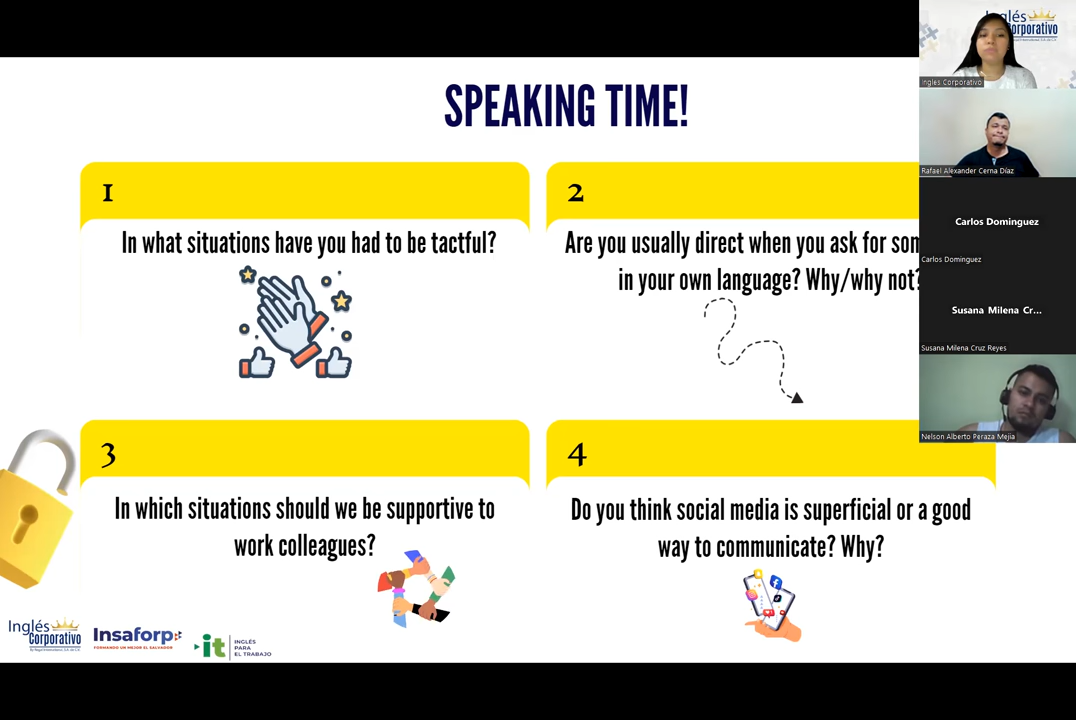 SPEAKING TIME!
1
In what situations have you had to be tactful?
2
Are you usually direct when you ask for
in your own language? Why/why not?
3
In which situations should we be supportive to
work colleagues?
4
Do you think social media is superficial or a good
way to communicate? Why?
Inglés
Corporativo
Insaforp
FORMANDO UN MEJOR EL SALVADOR
it
INGLÉS
PARA
EL TRABAJO
Inglés
Corporativo
Inglés Corporativo
Rafael Alexander Cerna Díaz
Carlos Dominguez
Carlos Dominguez
Susana Milena Cr...
Susana Milena Cruz Reyes
Nelson Alberto Peraza Mejia